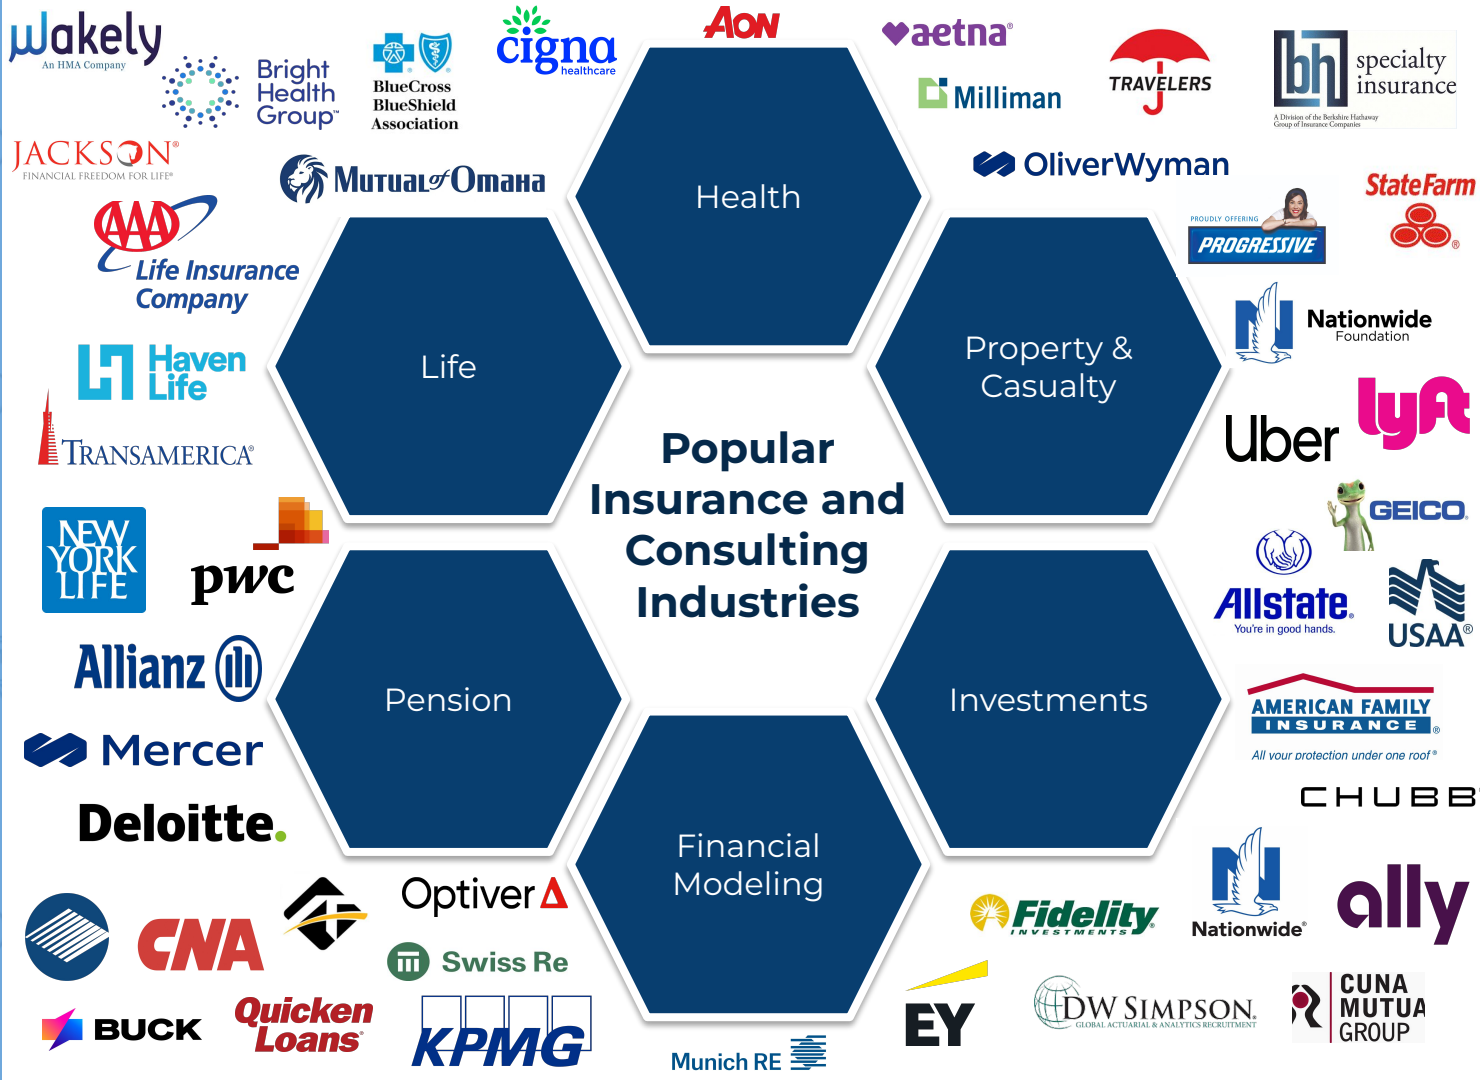 Wakely
An HMA Company
Bright
Health
Group™
BlueCross
BlueShield
Association
cigna
healthcare
AON
aetna®
Milliman
TRAVELERS
bh
specialty
insurance
A Division of the Berkshire Hathaway
Group of Insurance Companies
JACKSON®
FINANCIAL FREEDOM FOR LIFE®
MUTUAL of OMAHA
OliverWyman
StateFarm
®
PROUDLY OFFERING
PROGRESSIVE
AAA
Life Insurance
Company
Health
Life
Property &
Casualty
N
Nationwide
Foundation
Haven
Life
lyft
Uber
TRANSAMERICA®
Popular
Insurance and
Consulting
Industries
NEW
YORK
LIFE
pwc
GEICO
Allstate®
You're in good hands.
USAA®
Allianz
Pension
Investments
AMERICAN FAMILY
INSURANCE®
All your protection under one roof®
Mercer
CHUBB
Deloitte.
Financial
Modeling
Optiver
Fidelity
INVESTMENTS®
N
Nationwide®
ally
CNA
Swiss Re
BUCK
Quicken
Loans
KPMG
Munich RE
EY
DW SIMPSON®
GLOBAL ACTUARIAL & ANALYTICS RECRUITMENT
CUNA
MUTUA
GROUP